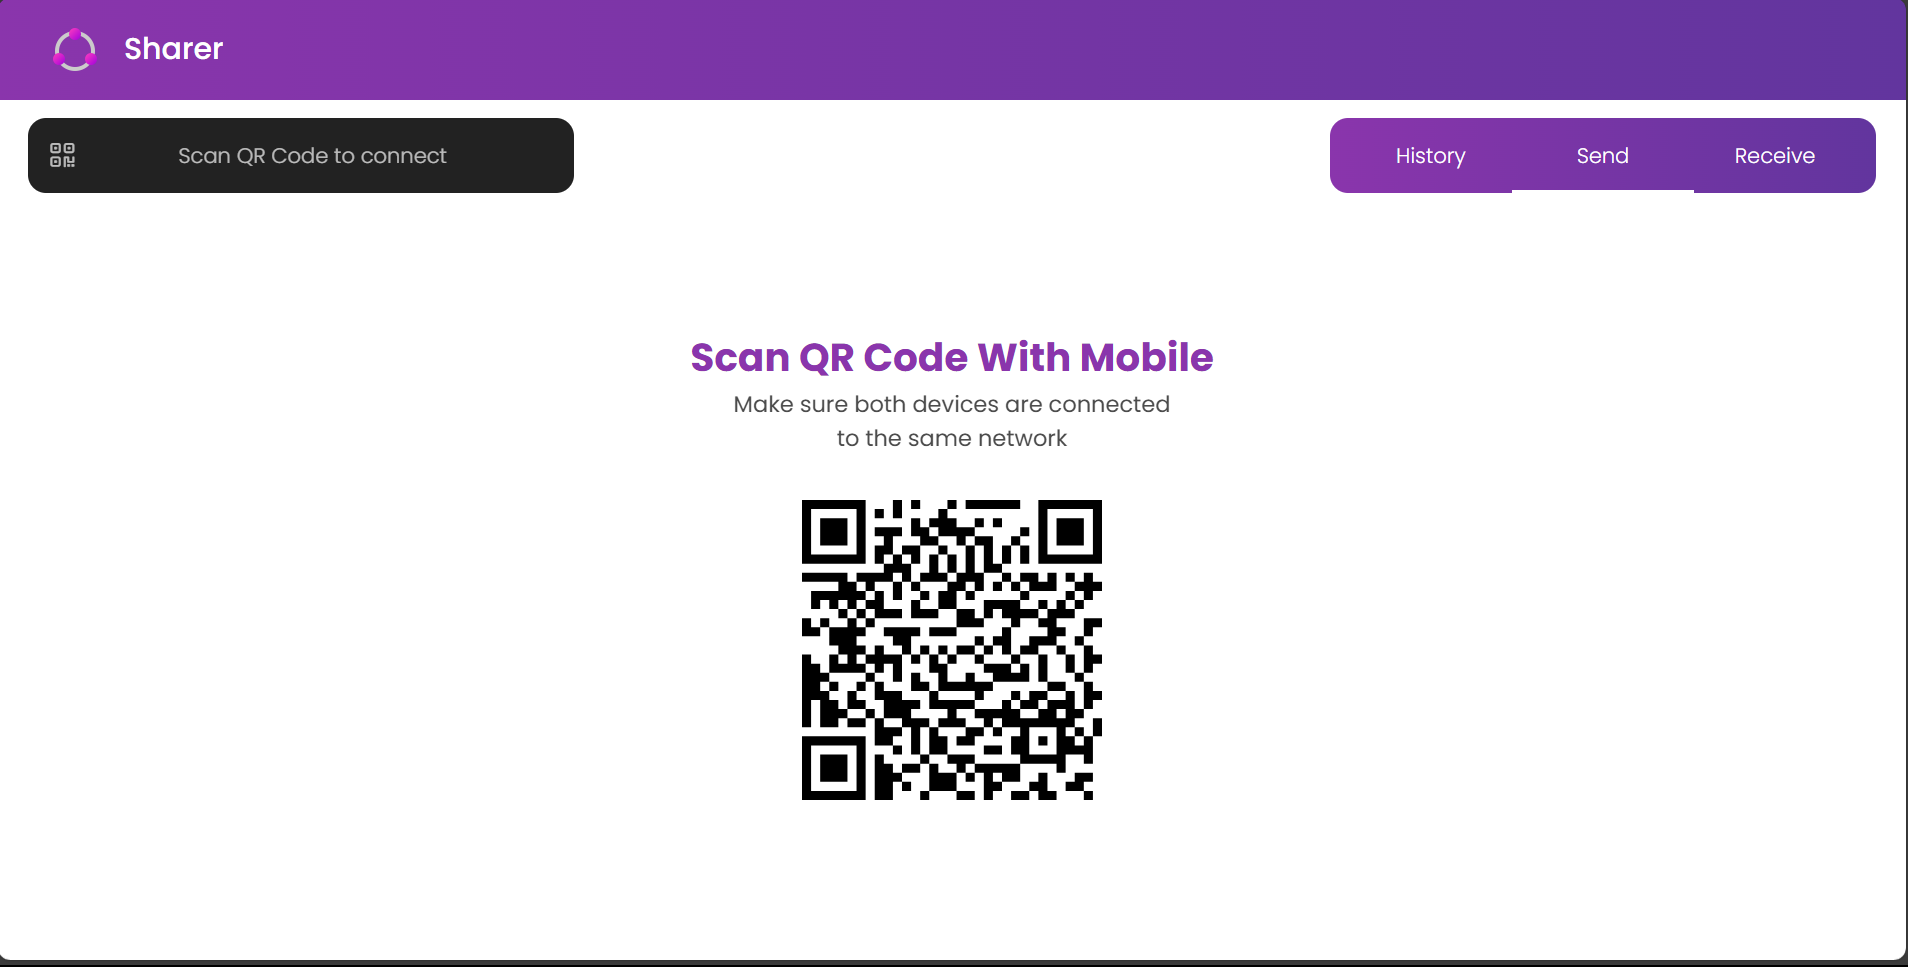 Sharer
Scan QR Code to connect
History
Send
Receive
Scan QR Code With Mobile
Make sure both devices are connected
to the same network